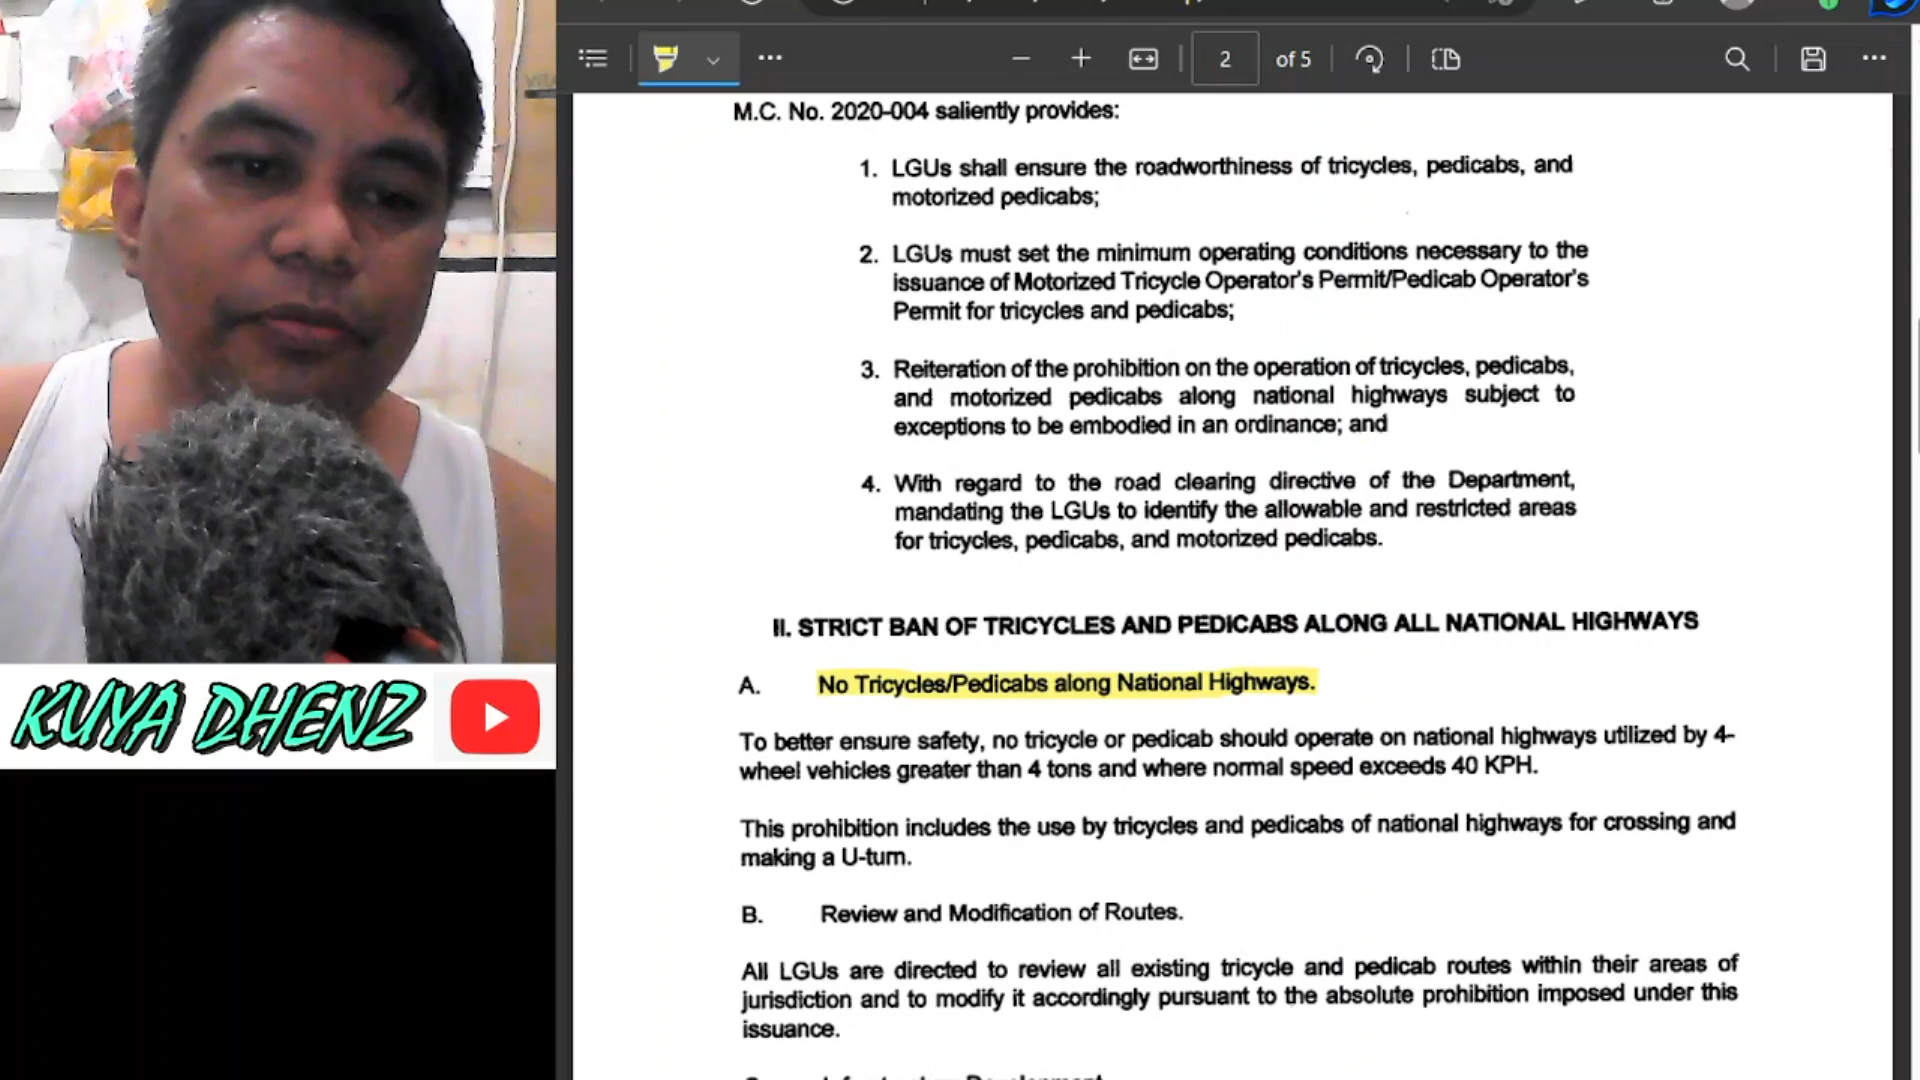 2 of 5
M.C. No. 2020-004 saliently provides:
1. LGUs shall ensure the roadworthiness of tricycles, pedicabs, and
motorized pedicabs;
2. LGUs must set the minimum operating conditions necessary to the
issuance of Motorized Tricycle Operator's Permit/Pedicab Operator's
Permit for tricycles and pedicabs;
3. Reiteration of the prohibition on the operation of tricycles, pedicabs,
and motorized pedicabs along national highways subject to
exceptions to be embodied in an ordinance; and
4. With regard to the road clearing directive of the Department,
mandating the LGUs to identify the allowable and restricted areas
for tricycles, pedicabs, and motorized pedicabs.
II. STRICT BAN OF TRICYCLES AND PEDICABS ALONG ALL NATIONAL HIGHWAYS
A. No Tricycles/Pedicabs along National Highways.
To better ensure safety, no tricycle or pedicab should operate on national highways utilized by 4-
wheel vehicles greater than 4 tons and where normal speed exceeds 40 KPH.
This prohibition includes the use by tricycles and pedicabs of national highways for crossing and
making a U-turn.
B. Review and Modification of Routes.
All LGUs are directed to review all existing tricycle and pedicab routes within their areas of
jurisdiction and to modify it accordingly pursuant to the absolute prohibition imposed under this
issuance.
KUYA DHENZ